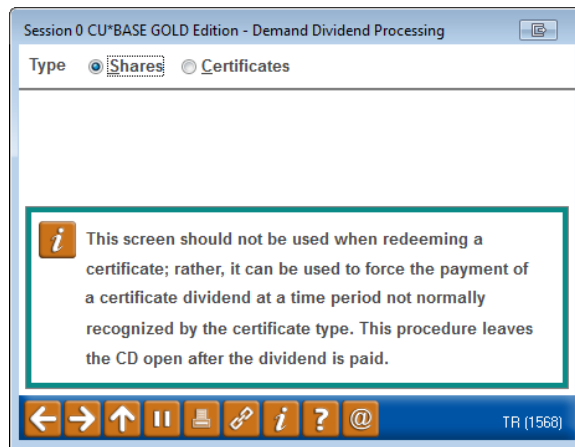 Session 0 CU*BASE GOLD Edition - Demand Dividend Processing
Type Shares Certificates
This screen should not be used when redeeming a
certificate; rather, it can be used to force the payment of
a certificate dividend at a time period not normally
recognized by the certificate type. This procedure leaves
the CD open after the dividend is paid.
TR (1568)